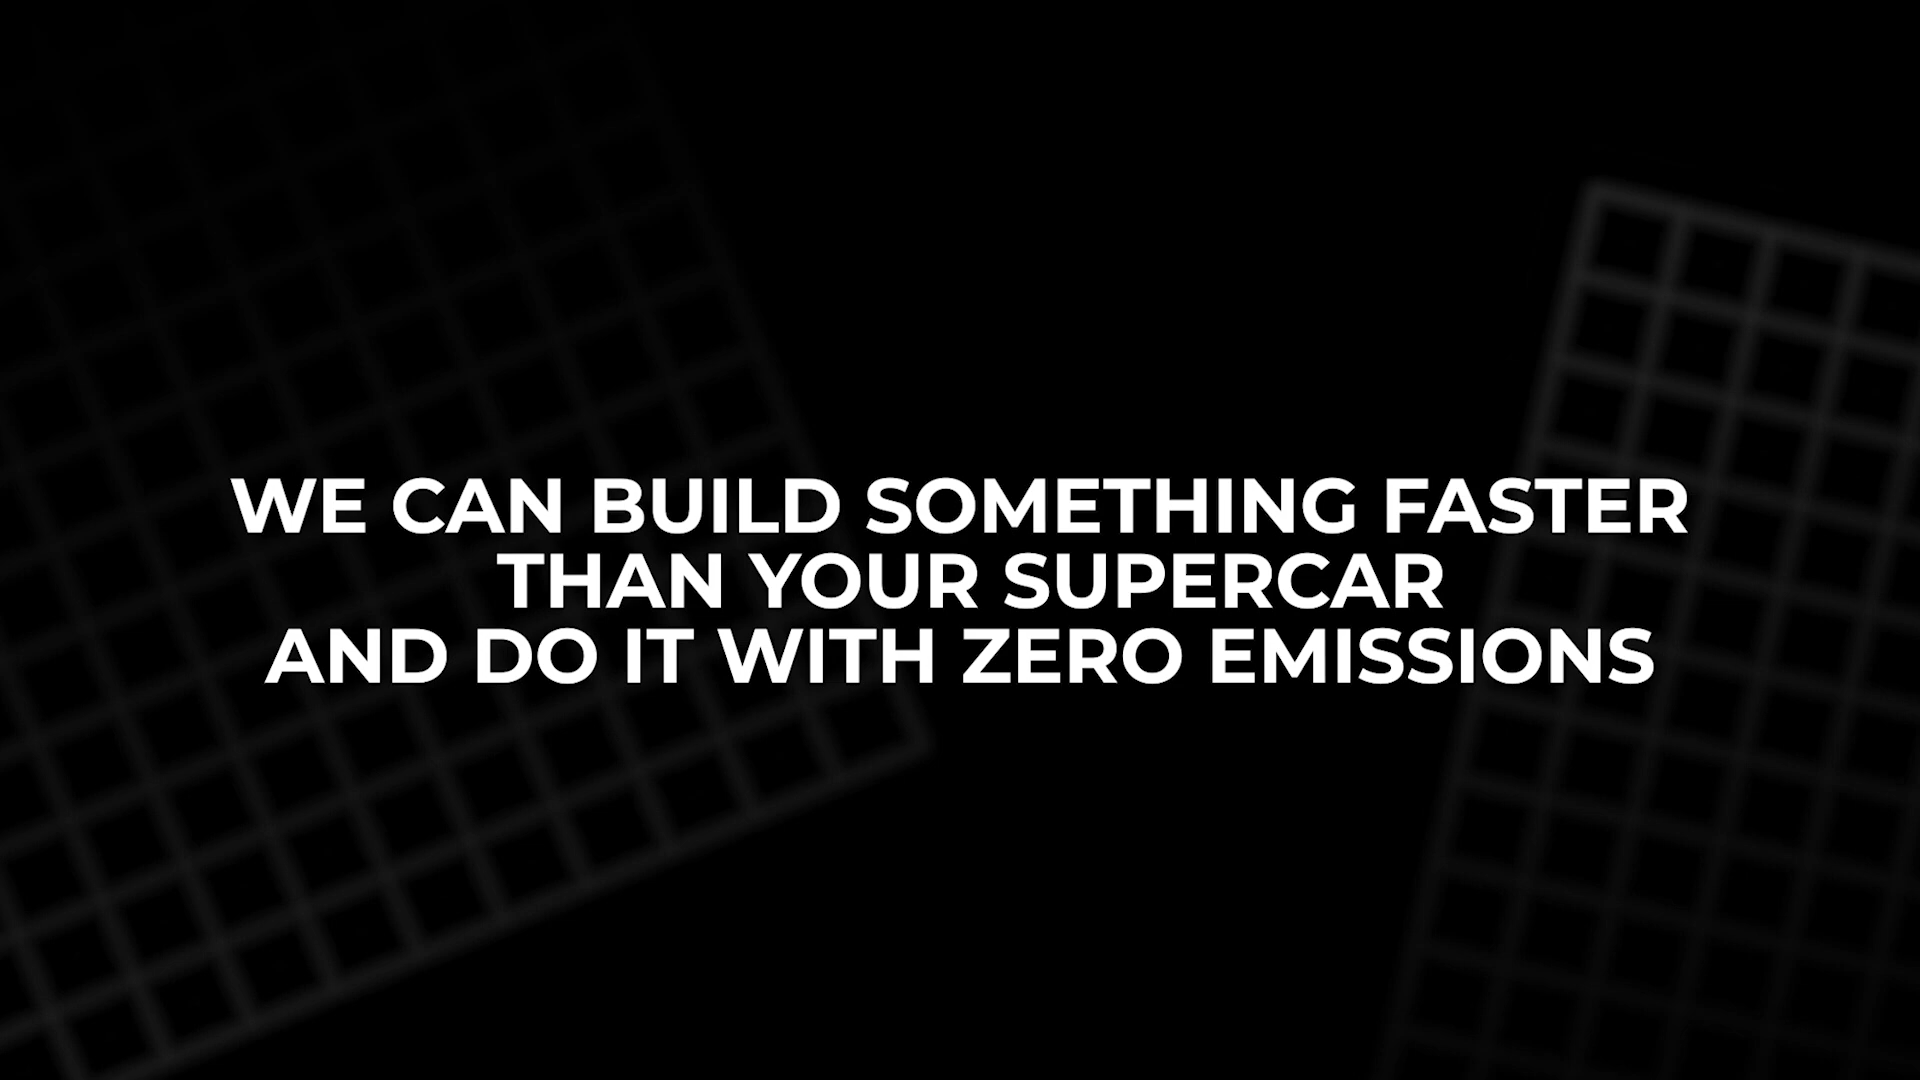 WE CAN BUILD SOMETHING FASTER
THAN YOUR SUPERCAR
AND DO IT WITH ZERO EMISSIONS